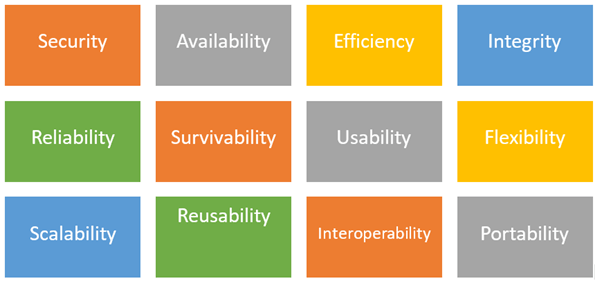 Security
Availability
Efficiency
Integrity
Reliability
Survivability
Usability
Flexibility
Scalability
Reusability
Interoperability
Portability